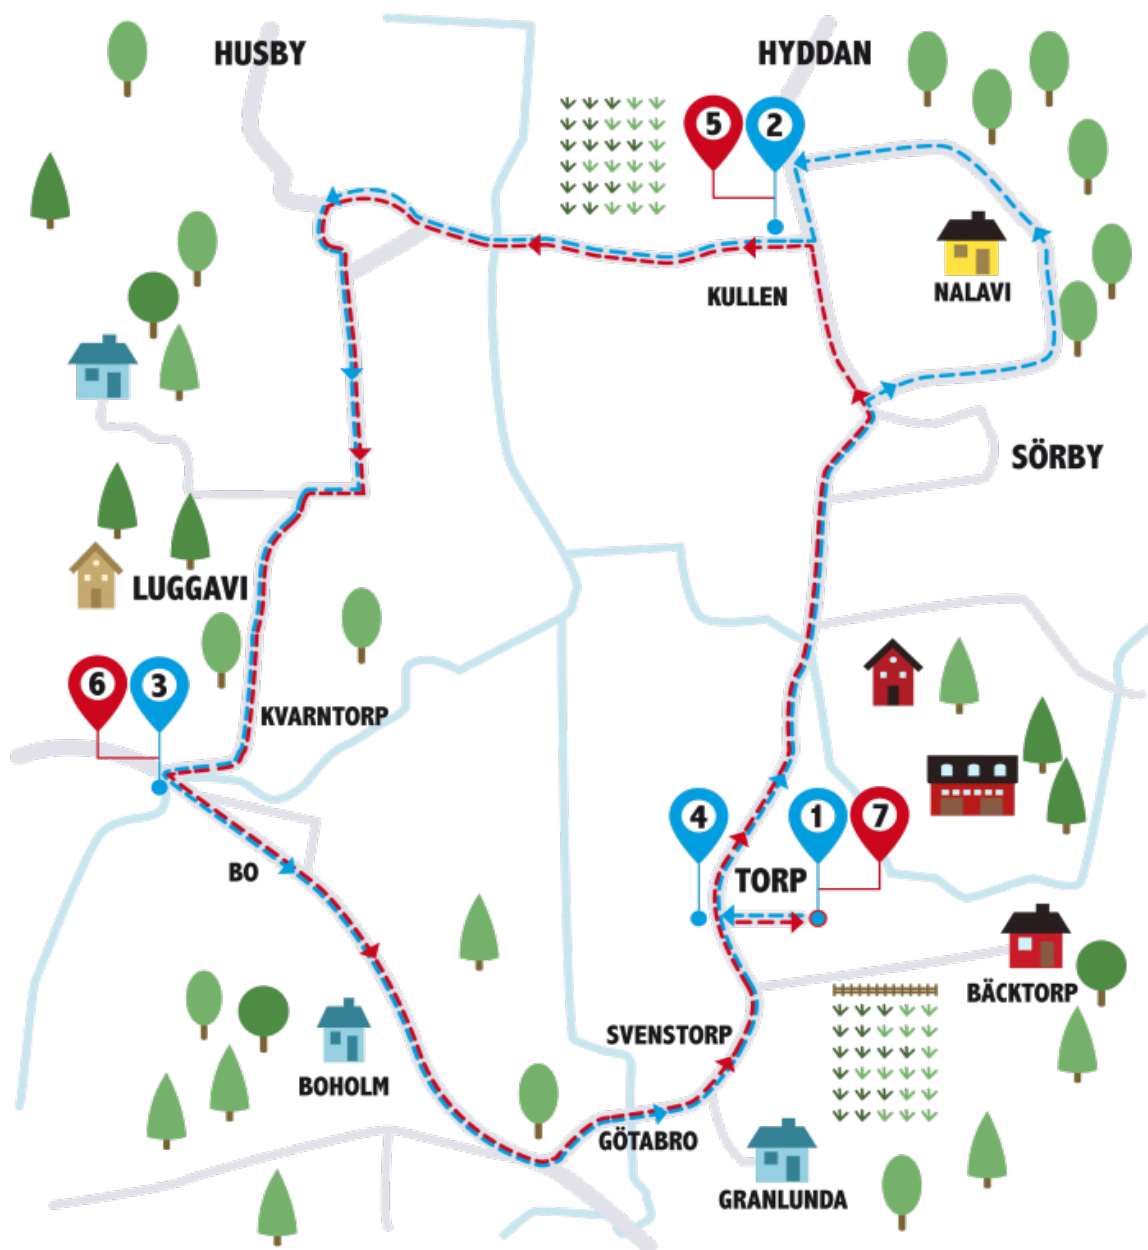 HUSBY
HYDDAN
5
2
NALAVI
KULLEN
SÖRBY
LUGGAVI
6
3
KVARNTORP
4
1
7
BO
TORP
BÄCKTORP
SVENSTORP
BOHOLM
GÖTABRO
GRANLUNDA